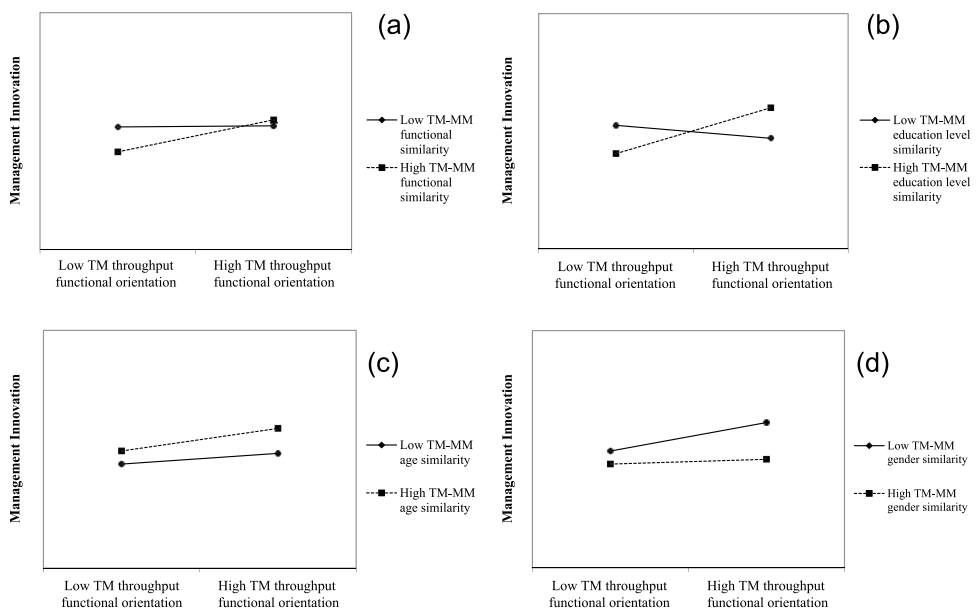 (a)
Management Innovation
Low TM-MM
functional
similarity
High TM-MM
functional
similarity
Low TM throughput
functional orientation
High TM throughput
functional orientation
(b)
Management Innovation
Low TM-MM
education level
similarity
High TM-MM
education level
similarity
Low TM throughput
functional orientation
High TM throughput
functional orientation
(c)
Management Innovation
Low TM-MM
age similarity
High TM-MM
age similarity
Low TM throughput
functional orientation
High TM throughput
functional orientation
(d)
Management Innovation
Low TM-MM
gender similarity
High TM-MM
gender similarity
Low TM throughput
functional orientation
High TM throughput
functional orientation